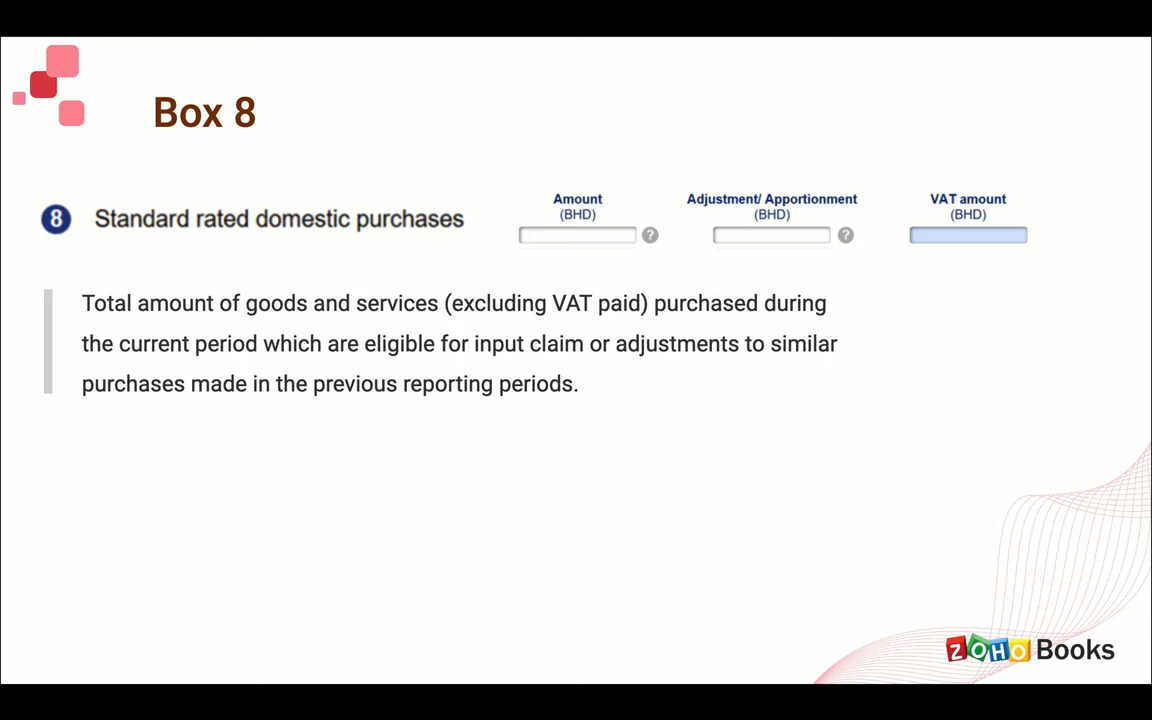 Box 8
8 Standard rated domestic purchases
Amount
(BHD)
?
Adjustment/ Apportionment
(BHD)
?
VAT amount
(BHD)
Total amount of goods and services (excluding VAT paid) purchased during
the current period which are eligible for input claim or adjustments to similar
purchases made in the previous reporting periods.
ZOHO Books